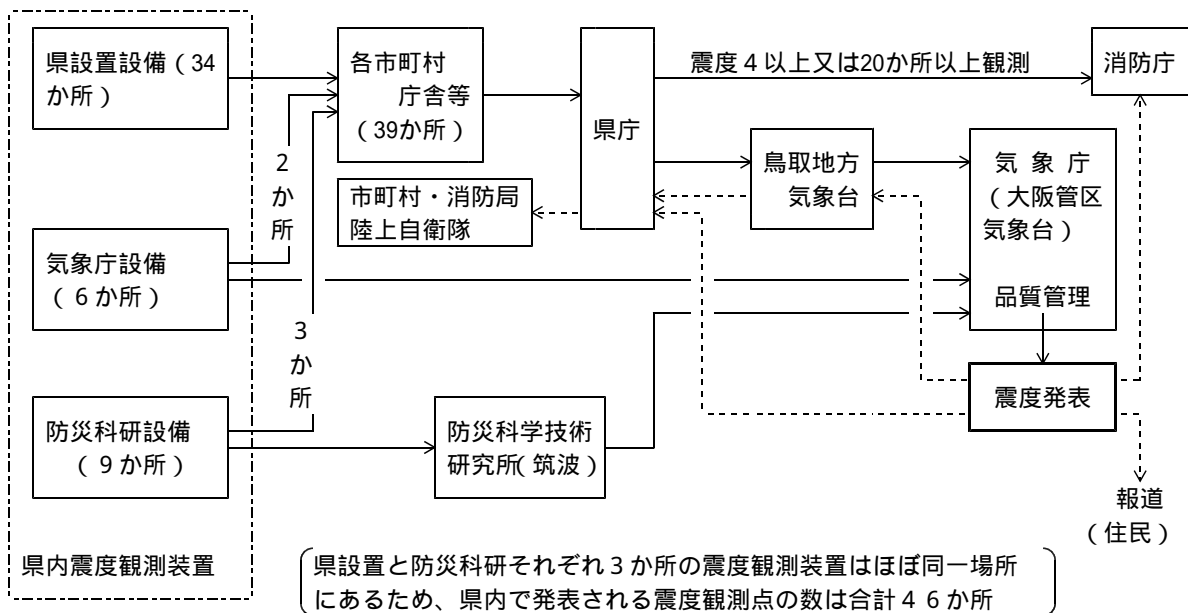 県設置設備（34
か所）
各市町村
庁舎等
（39か所）
県庁
震度４以上又は20か所以上観測
消防庁
２か所
市町村・消防局
陸上自衛隊
鳥取地方
気象台
気 象 庁
（大阪管区
気象台）
品質管理
気象庁設備
（６か所）
３か所
震度発表
防災科研設備
（９か所）
防災科学技術
研究所（筑波）
報道
（住民）
県内震度観測装置
県設置と防災科研それぞれ３か所の震度観測装置はほぼ同一場所
にあるため、県内で発表される震度観測点の数は合計４６か所